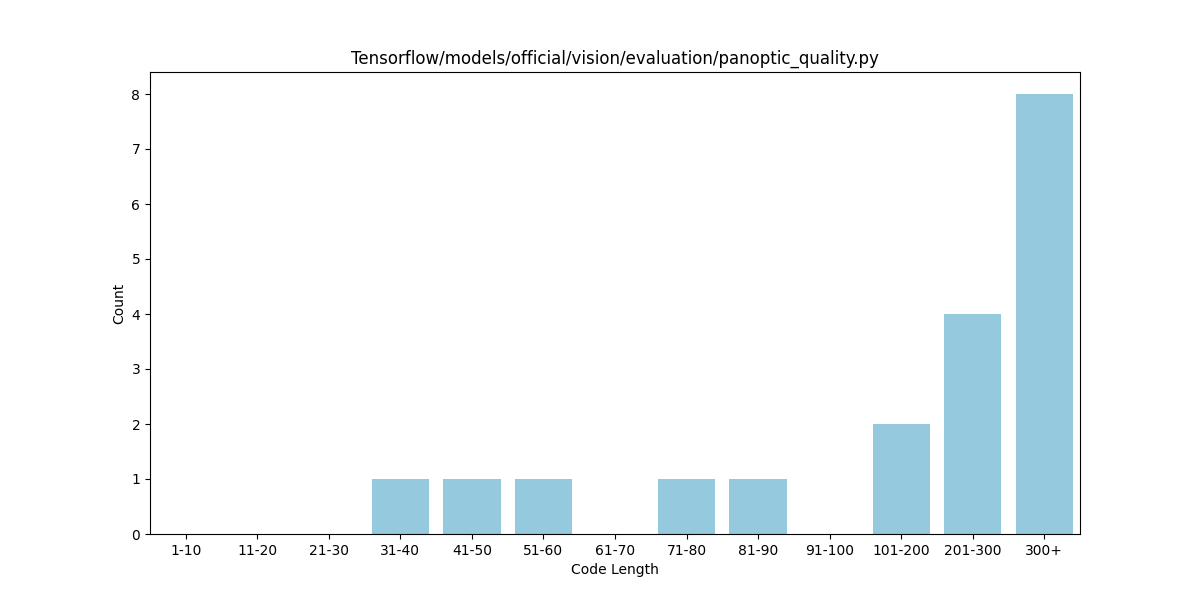 Tensorflow/models/official/vision/evaluation/panoptic_quality.py
8
7
6
5
4
3
2
1
0
Count
1-10 11-20 21-30 31-40 41-50 51-60 61-70 71-80 81-90 91-100 101-200 201-300 300+
Code Length